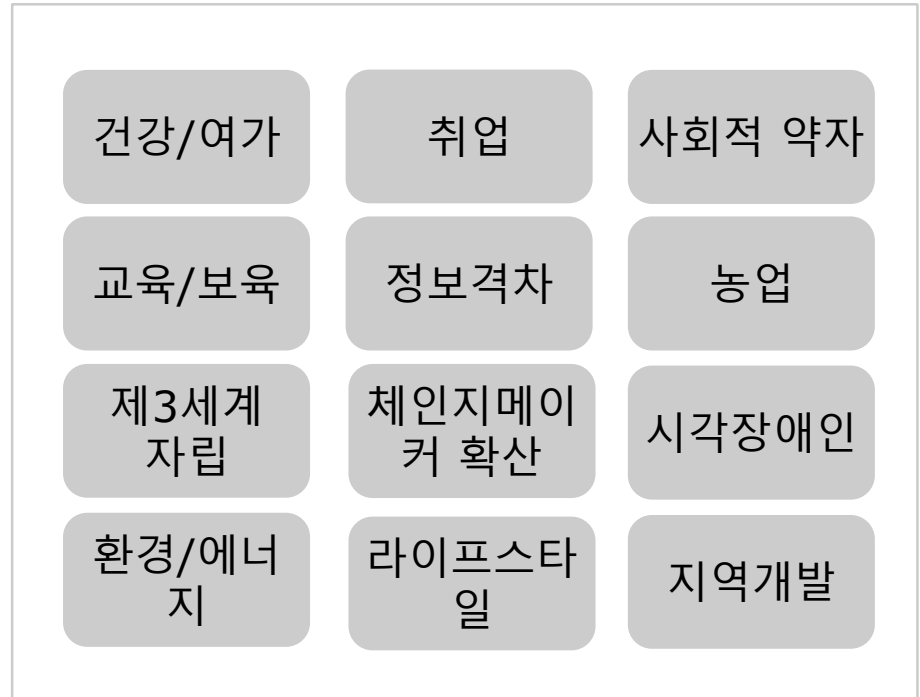 건강/여가
취업
사회적 약자
교육/보육
정보격차
농업
제3세계
자립
체인지메이
커 확산
시각장애인
환경/에너
지
라이프스타
일
지역개발